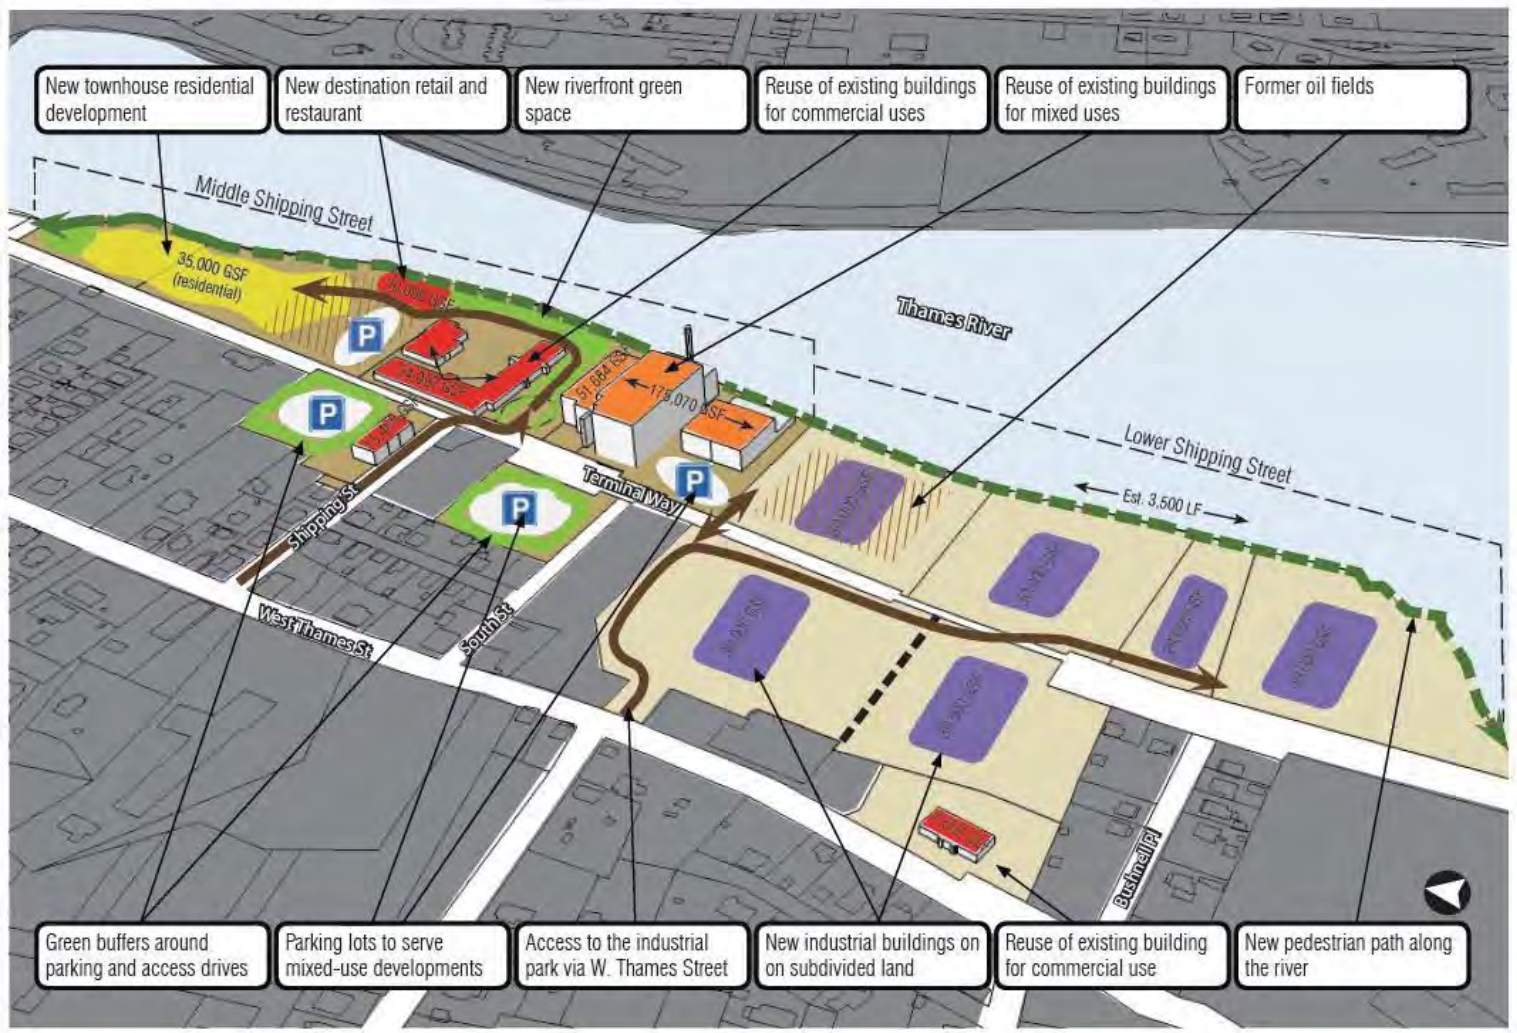 New townhouse residential
development
New destination retail and
restaurant
New riverfront green
space
Reuse of existing buildings
for commercial uses
Reuse of existing buildings
for mixed uses
Former oil fields
Middle Shipping Street
35,000 GSF
(residential)
GSF
P
Thames River
51,684 GSF
175,070 GSF
P
P
P
Lower Shipping Street
Est. 3,500 LF
Terminal Way
Shipping St
South St
West Thames St
Bushnell Pl
Green buffers around
parking and access drives
Parking lots to serve
mixed-use developments
Access to the industrial
park via W. Thames Street
New industrial buildings on
on subdivided land
Reuse of existing building
for commercial use
New pedestrian path along
the river